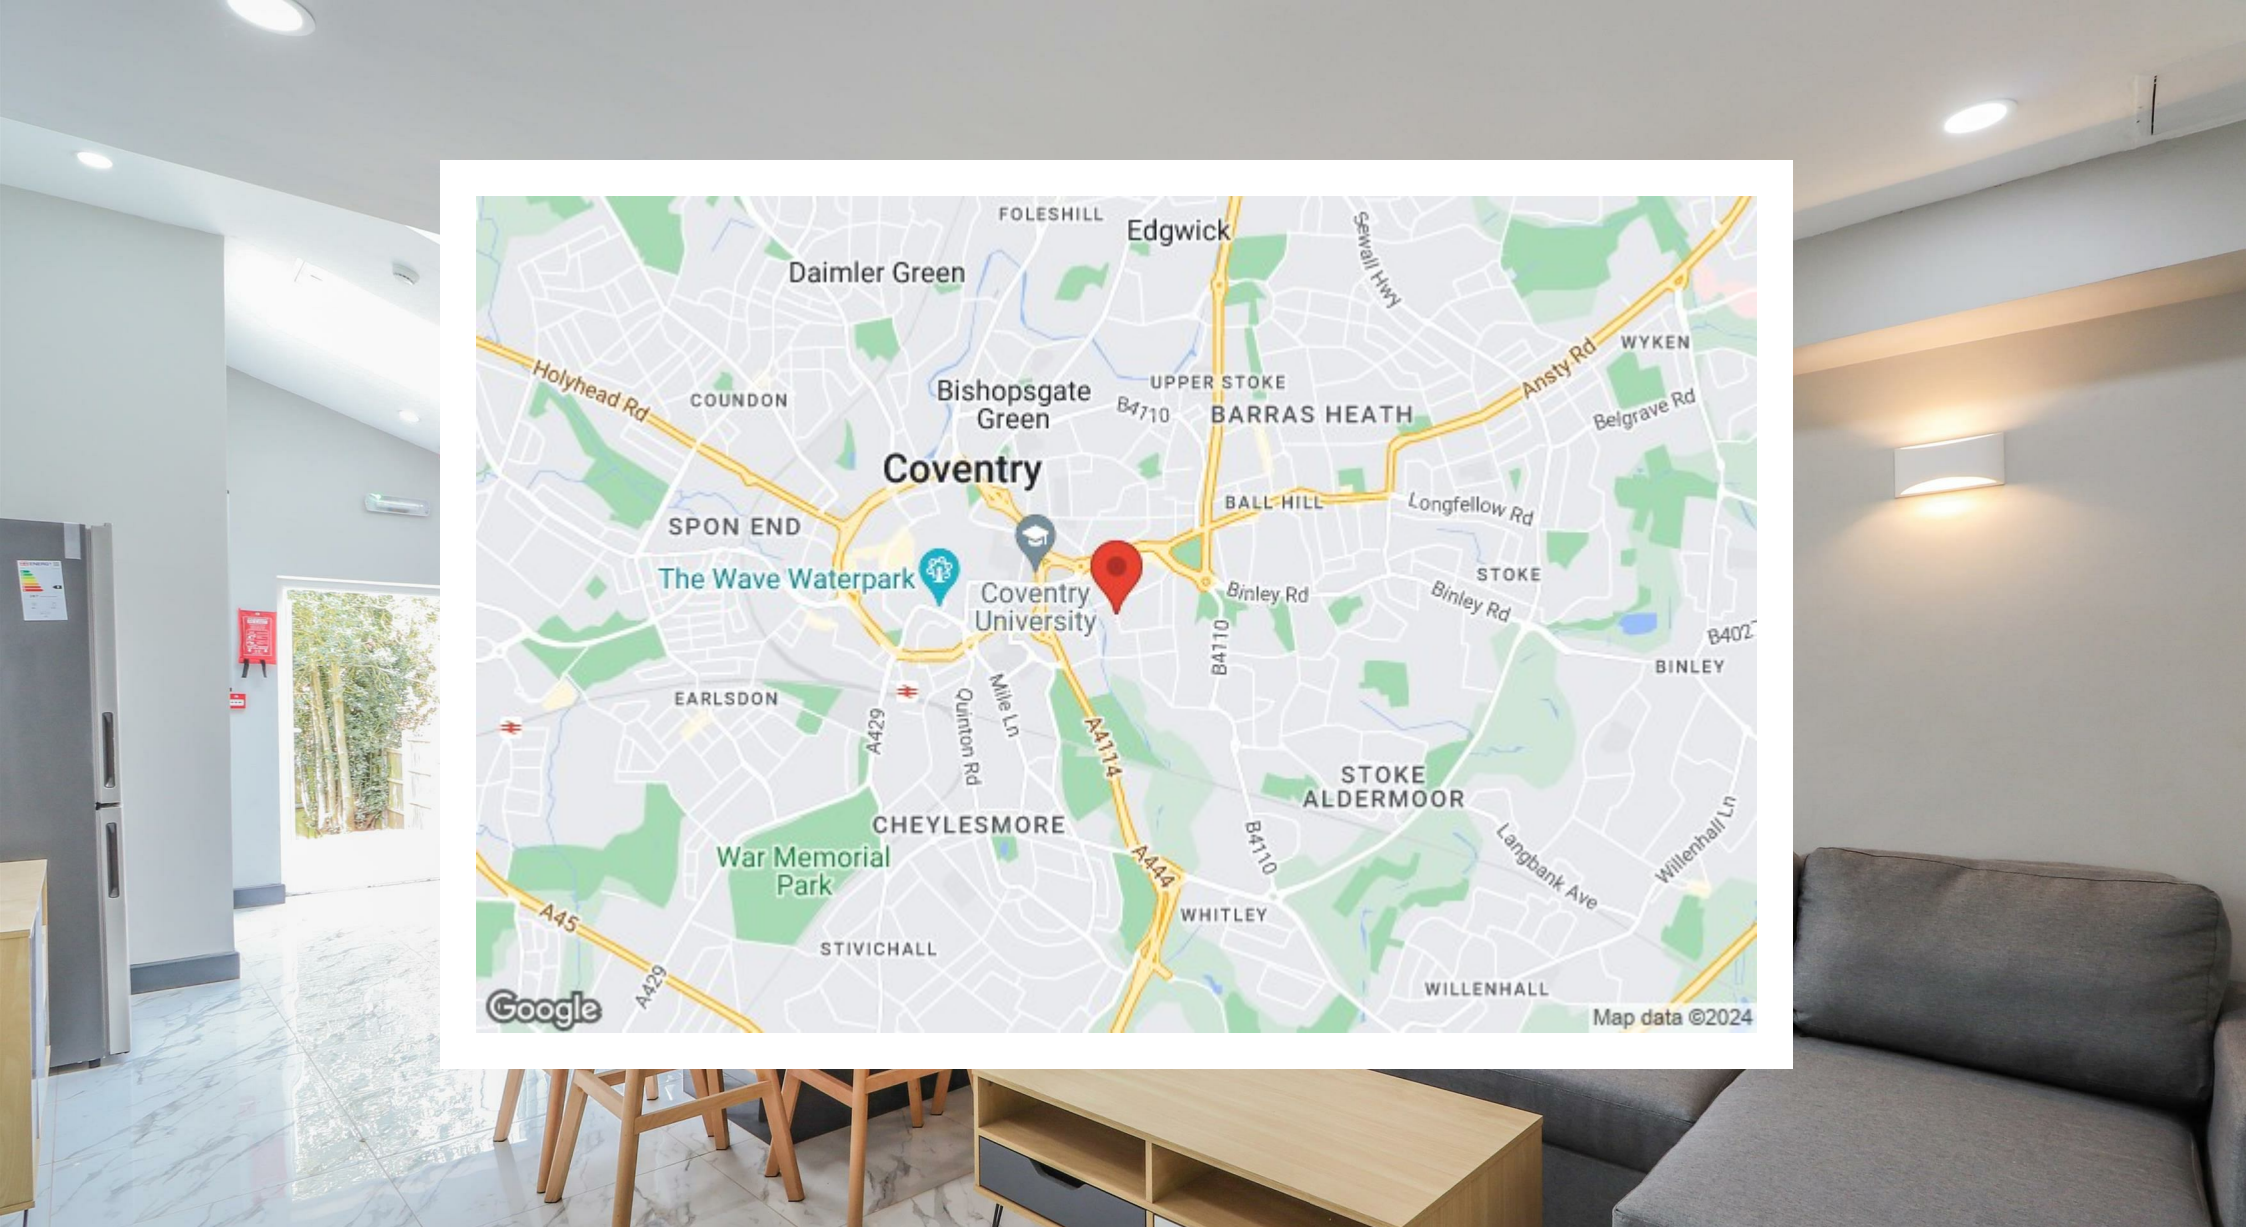 FOLESHILL
Edgwick
Sewall Hwy
Daimler Green
WYKEN
Ansty Rd
Holyhead Rd
UPPER STOKE
COUNDON
Bishopsgate
Green
B4710
BARRAS HEATH
Belgrave Rd
Coventry
BALL HILL
Longfellow Rd
SPON END
The Wave Waterpark
Coventry
University
Binley Rd
STOKE
Binley Rd
B4027
B4110
BINLEY
EARLSDON
A429
Quinton Rd
Mile Ln
A4114
STOKE
ALDERMOOR
CHEYLESMORE
War Memorial
Park
A444
B4110
Langbank Ave
Willenhall Ln
A45
WHITLEY
STIVICHALL
A429
WILLENHALL
Google
Map data ©2024